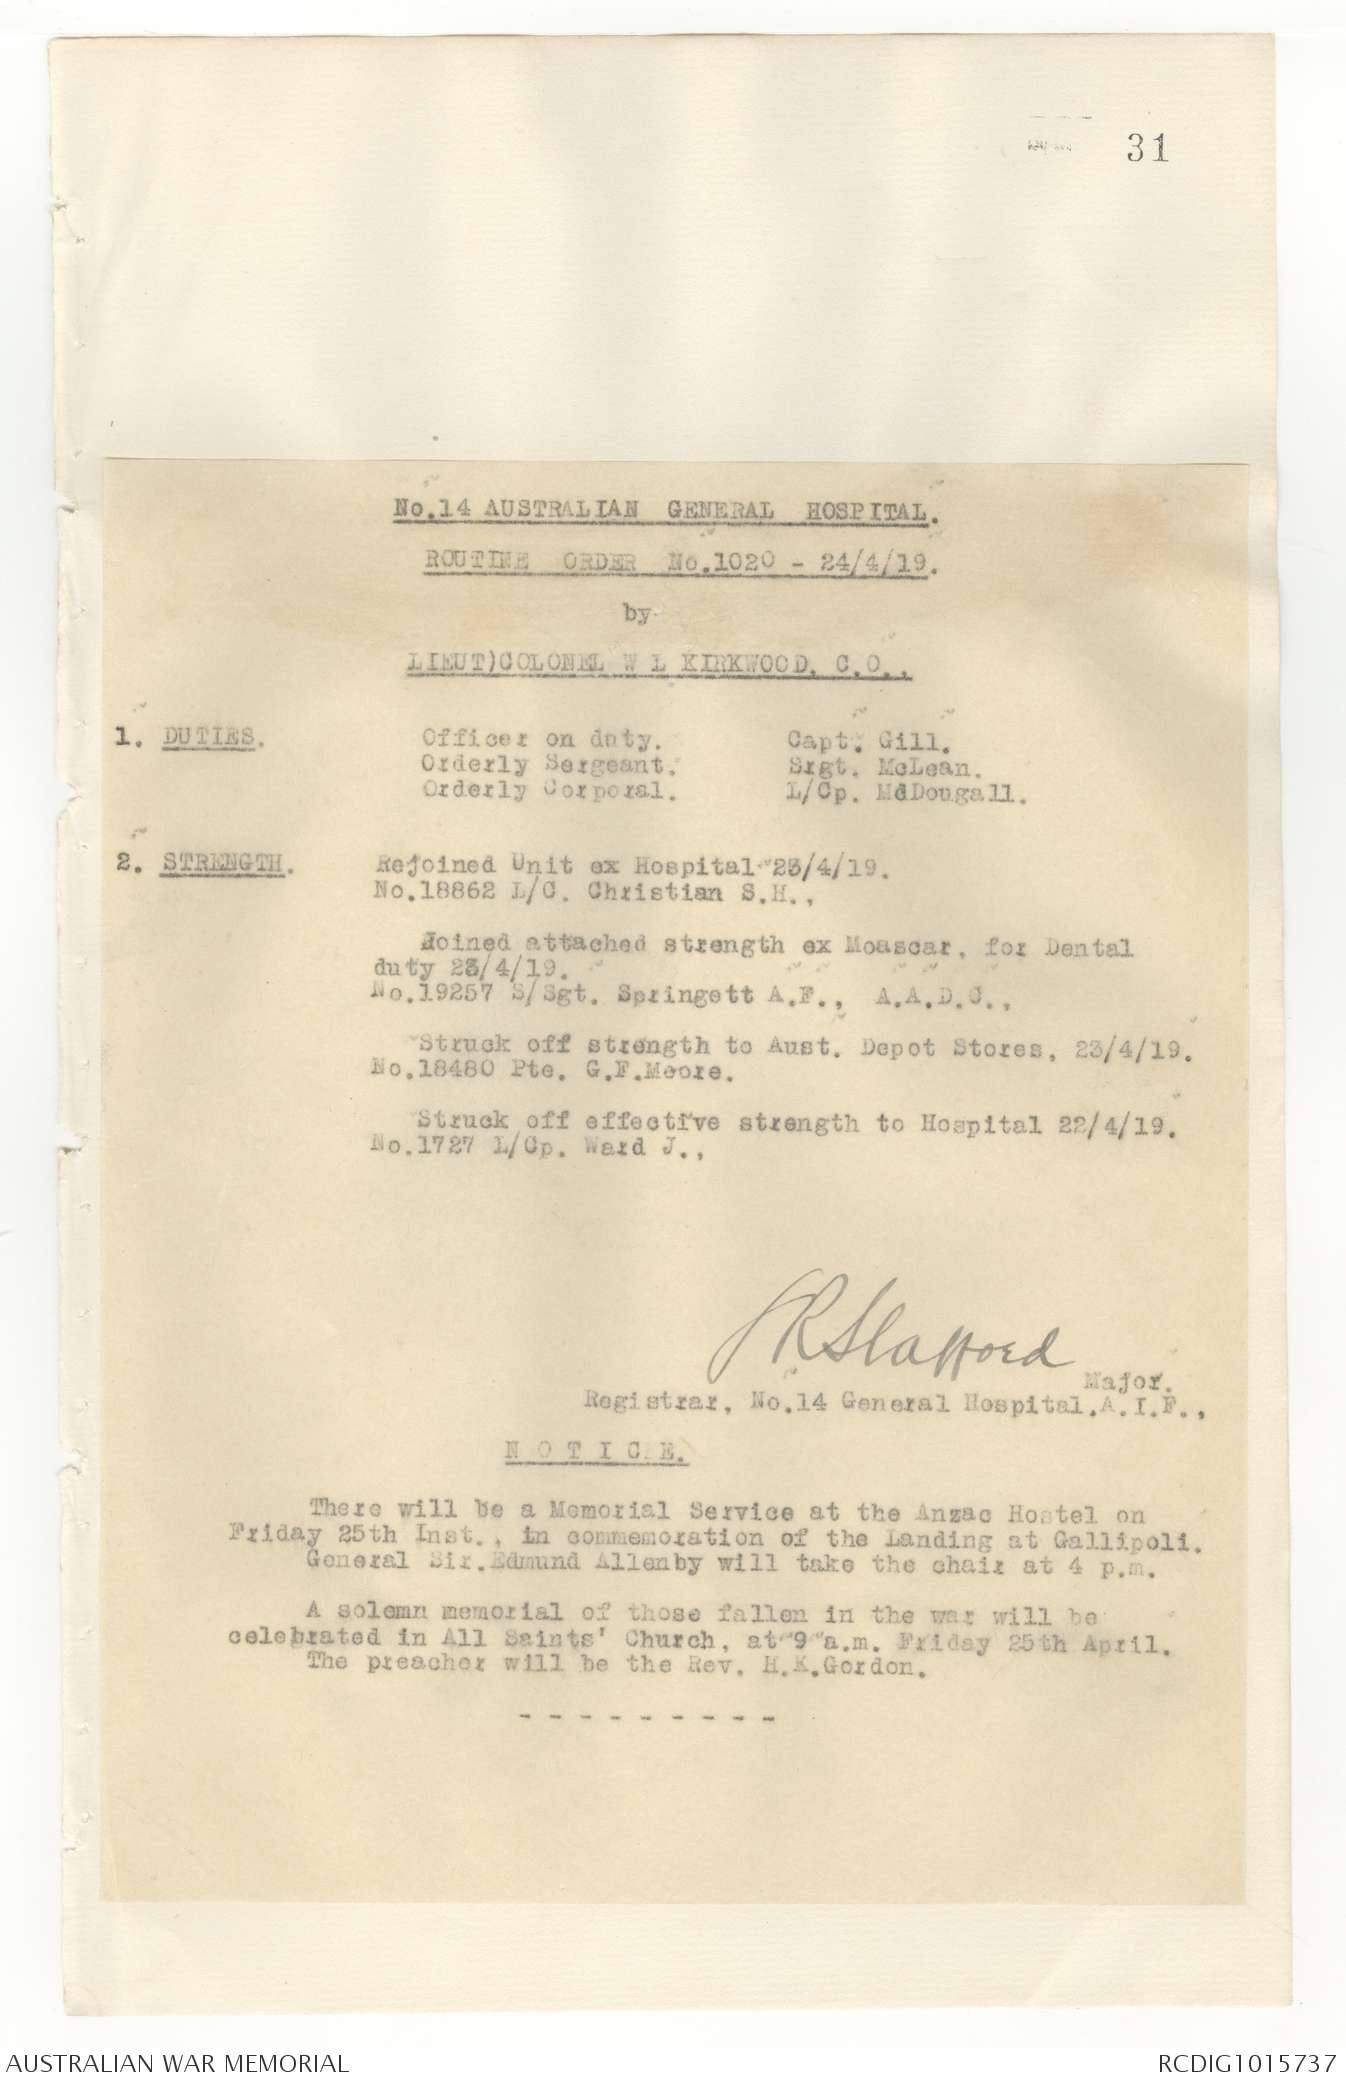 31
No.14 AUSTRALIAN GENERAL HOSPITAL.
ROUTINE ORDER No.1020 - 24/4/19.
by
LIEUT)COLONEL W L KIRKWOOD, C.O.,
1. DUTIES. Officer on duty. Capt. Gill.
Orderly Sergeant. Srgt. McLean.
Orderly Corporal. L/Cp. McDougall.
2. STRENGTH. Rejoined Unit ex Hospital 23/4/19.
No.18862 L/C. Christian S.H.,
Joined attached strength ex Moascar, for Dental
duty 23/4/19.
No.19257 S/Sgt. Springett A.F., A.A.D.C.,
Struck off strength to Aust. Depot Stores, 23/4/19.
No.18480 Pte. G.F.Moore.
Struck off effective strength to Hospital 22/4/19.
No.1727 L/Cp. Ward J.,
Major.
Registrar, No.14 General Hospital.A.I.F.,
N O T I C E.
There will be a Memorial Service at the Anzac Hostel on
Friday 25th Inst., in commemoration of the Landing at Gallipoli.
General Sir.Edmund Allenby will take the chair at 4 p.m.
A solemn memorial of those fallen in the war will be
celebrated in All Saints' Church, at 9 a.m. Friday 25th April.
The preacher will be the Rev. H.K.Gordon.
- - - - - - - - -
AUSTRALIAN WAR MEMORIAL
RCDIG1015737